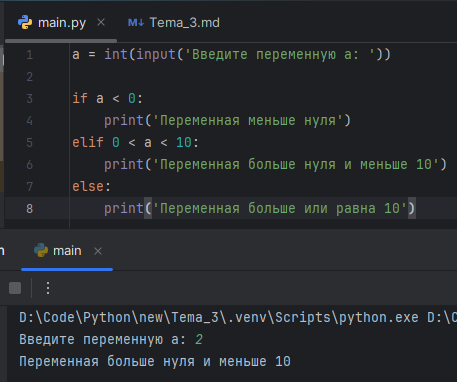 main.py × M↓ Tema_3.md
1 a = int(input('Введите переменную a: '))
2
3 if a < 0:
4 print('Переменная меньше нуля')
5 elif 0 < a < 10:
6 print('Переменная больше нуля и меньше 10')
7 else:
8 print('Переменная больше или равна 10')
n main ×
D:\Code\Python\new\Tema_3\.venv\Scripts\python.exe D:\C
Введите переменную a: 2
Переменная больше нуля и меньше 10